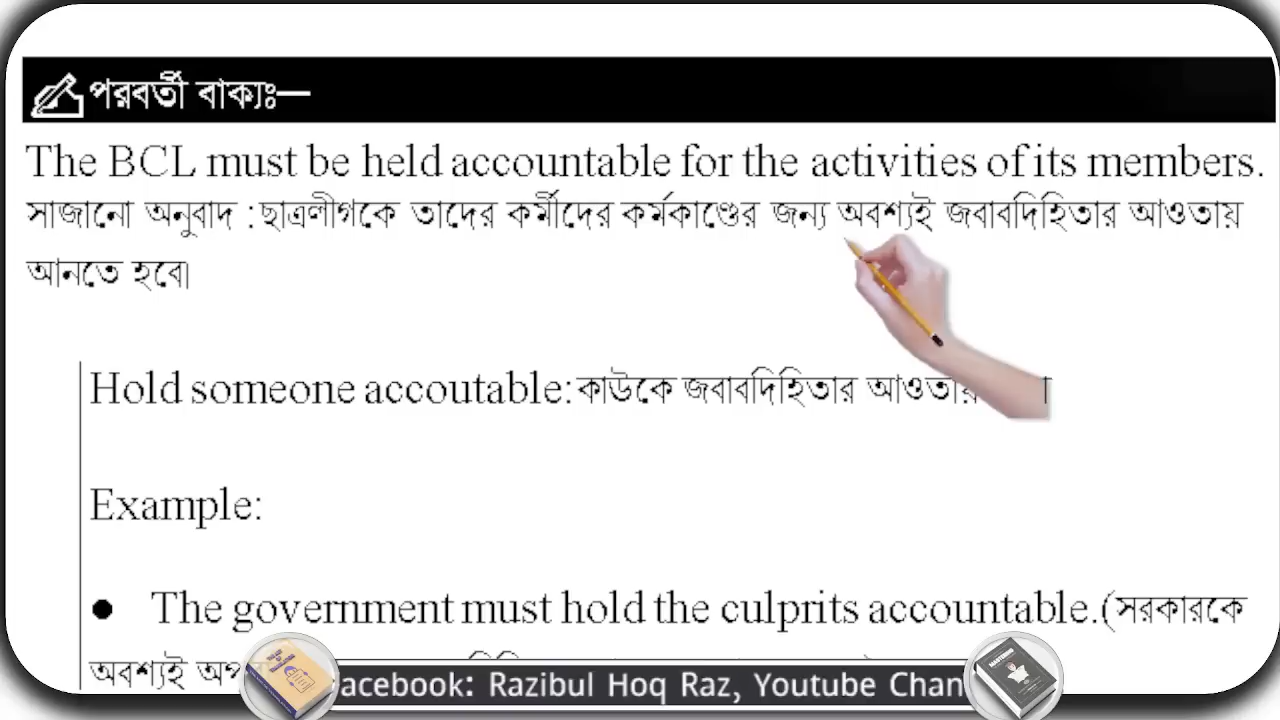 পরবর্তী বাক্যঃ—
The BCL must be held accountable for the activities of its members.
সাজানো অনুবাদ :ছাত্রলীগকে তাদের কর্মীদের কর্মকাণ্ডের জন্য অবশ্যই জবাবদিহিতার আওতায়
আনতে হবে।
Hold someone accoutable:কাউকে জবাবদিহিতার আওতায়
Example:
● The government must hold the culprits accountable.(সরকারকে
অবশ্যই
acebook: Razibul Hoq Raz, Youtube Chan